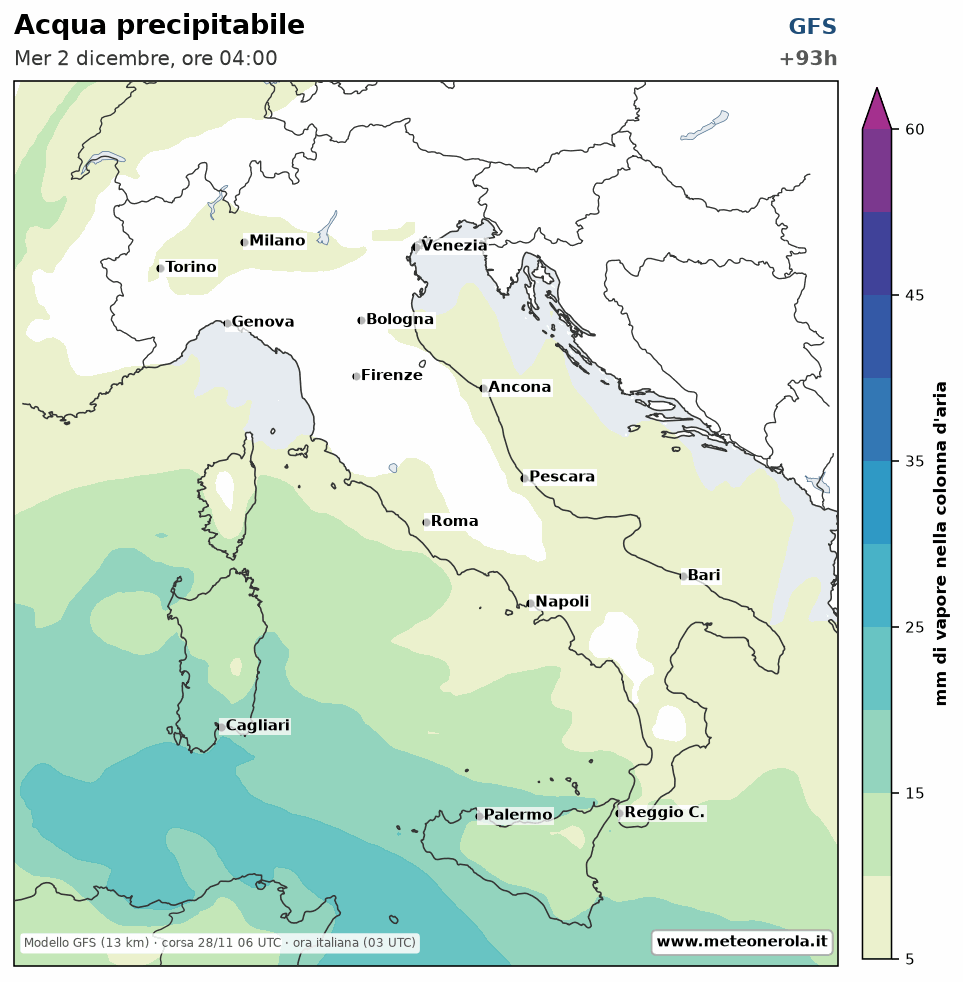 Acqua precipitabile
GFS
Mer 2 dicembre, ore 04:00
+93h
60
45
35
25
15
5
mm di vapore nella colonna d'aria
Milano
Venezia
Torino
Genova
Bologna
Firenze
Ancona
Pescara
Roma
Bari
Napoli
Cagliari
Palermo
Reggio C.
Modello GFS (13 km) · corsa 28/11 06 UTC · ora italiana (03 UTC)
www.meteonerola.it